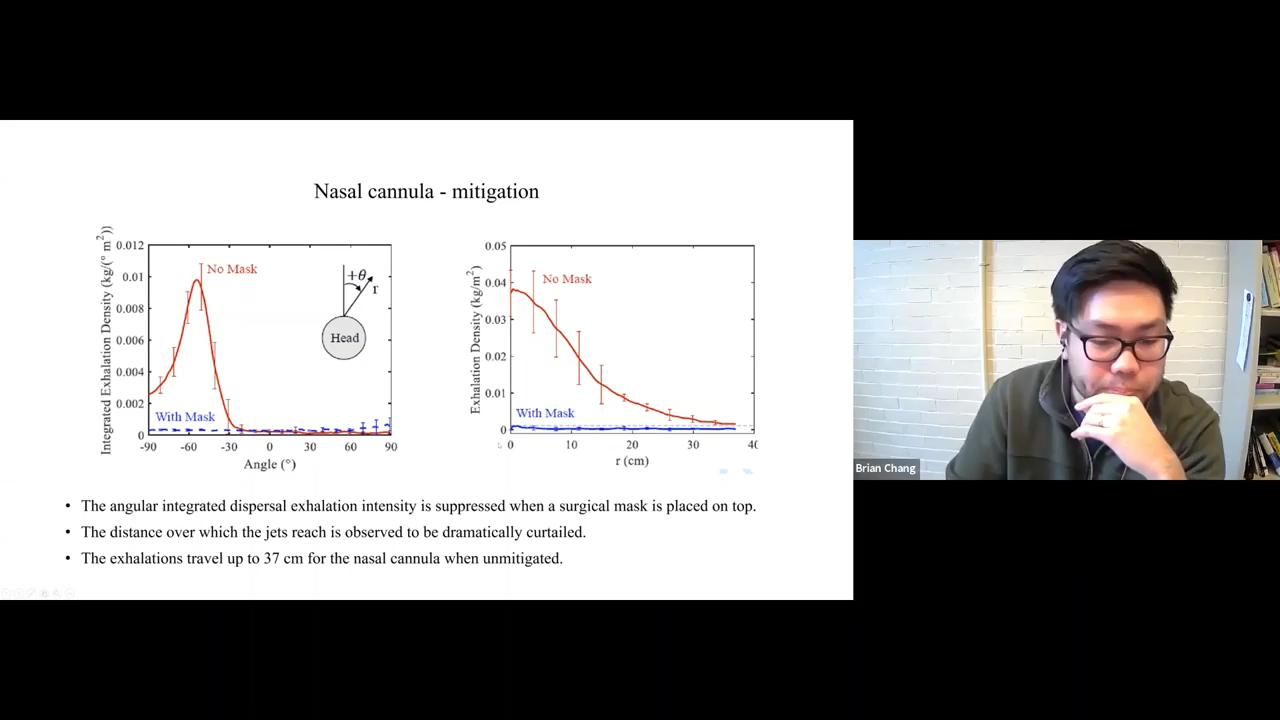 Nasal cannula - mitigation
Integrated Exhalation Density (kg/(° m²))
0.012
0.01
0.008
0.006
0.004
0.002
0
No Mask
With Mask
+θ
r
Head
-90
-60
-30
0
30
60
90
Angle (°)
Exhalation Density (kg/m²)
0.05
0.04
0.03
0.02
0.01
0
No Mask
With Mask
0
10
20
30
r (cm)
• The angular integrated dispersal exhalation intensity is suppressed when a surgical mask is placed on top.
• The distance over which the jets reach is observed to be dramatically curtailed.
• The exhalations travel up to 37 cm for the nasal cannula when unmitigated.
Brian Chang